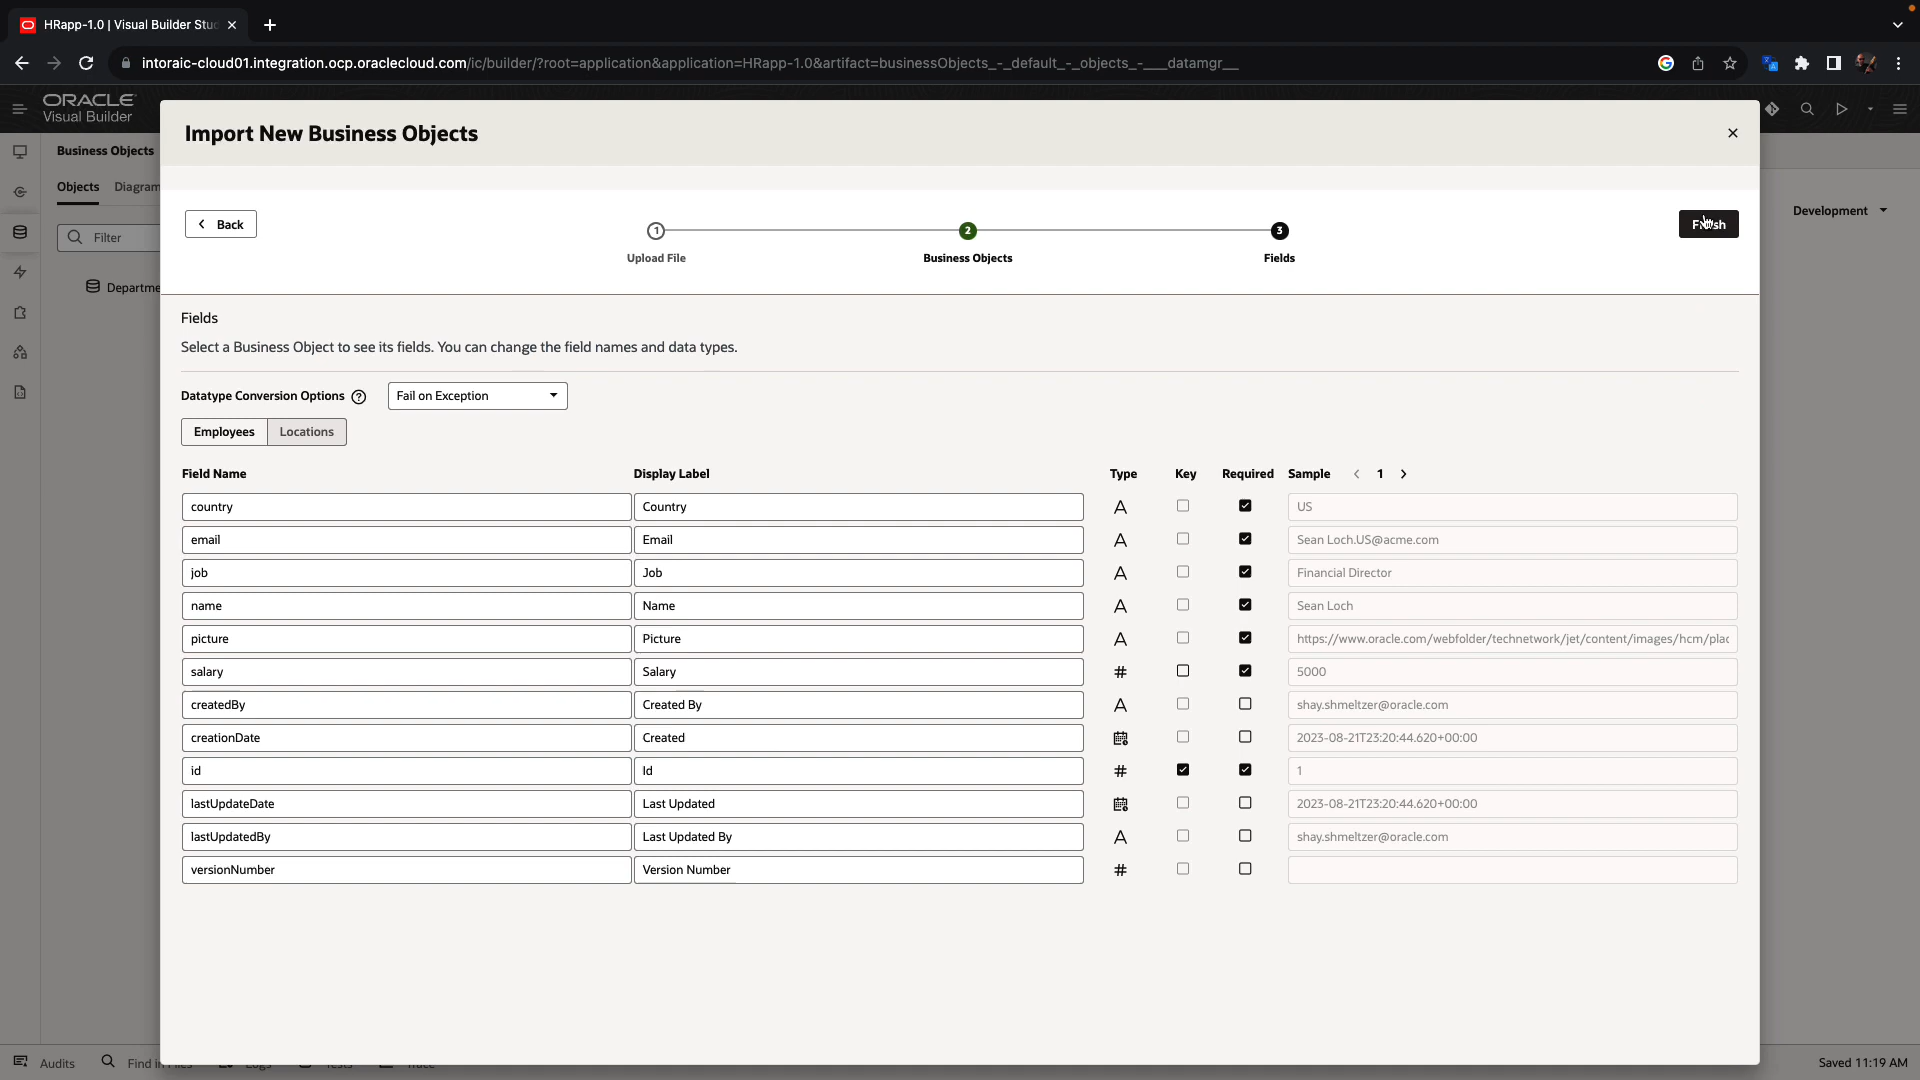 HRapp-1.0 | Visual Builder Stu
intoraic-cloud01.integration.ocp.oraclecloud.com/ic/builder/?root=application&application=HRapp-1.0&artifact=businessObjects_-_default_-_objects_-___datamgr__
ORACLE
Visual Builder
Import New Business Objects
Business Objects
Objects Diagram
Filter
Departme
Development
Back
1 2 3
Upload File Business Objects Fields
Finish
Fields
Select a Business Object to see its fields. You can change the field names and data types.
Datatype Conversion Options ? Fail on Exception
Employees Locations
Field Name Display Label Type Key Required Sample < 1 >
country Country A US
email Email A Sean Loch.US@acme.com
job Job A Financial Director
name Name A Sean Loch
picture Picture A https://www.oracle.com/webfolder/technetwork/jet/content/images/hcm/plac
salary Salary # 5000
createdBy Created By A shay.shmeltzer@oracle.com
creationDate Created 2023-08-21T23:20:44.620+00:00
id Id # 1
lastUpdateDate Last Updated 2023-08-21T23:20:44.620+00:00
lastUpdatedBy Last Updated By A shay.shmeltzer@oracle.com
versionNumber Version Number #
Audits Find in Files Logs Tests Trace
Saved 11:19 AM